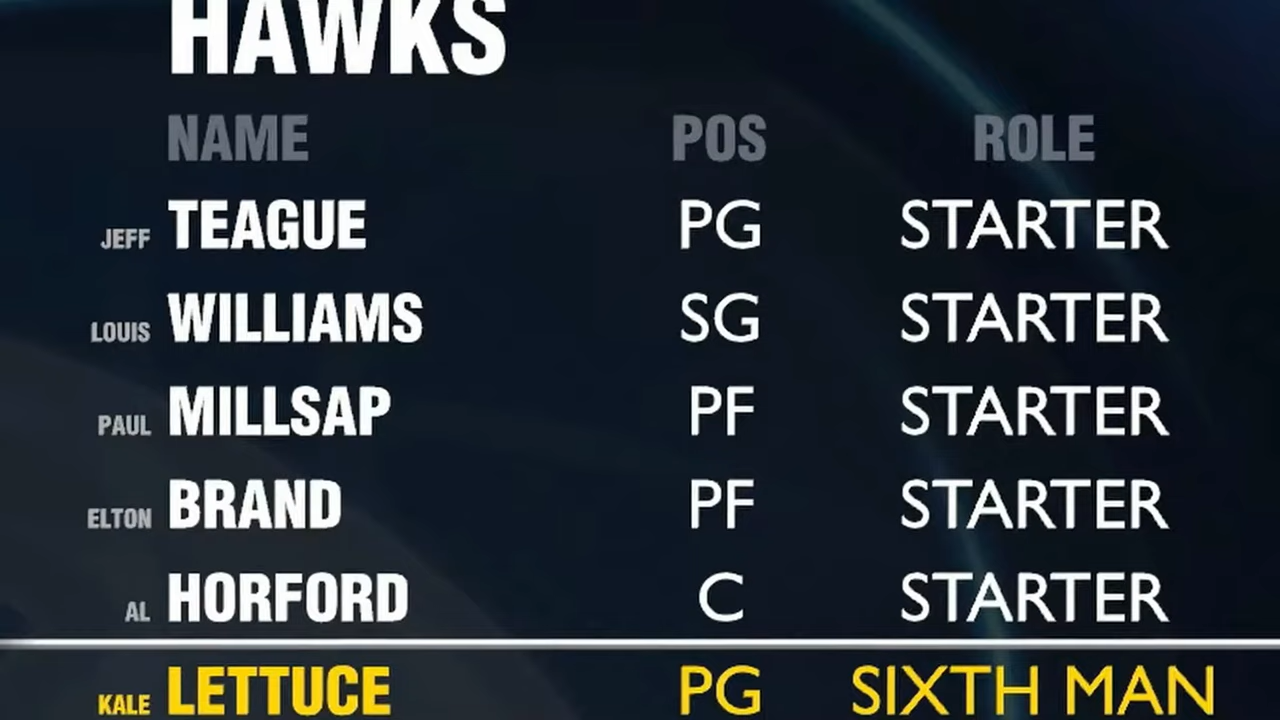 HAWKS
NAME POS ROLE
JEFF TEAGUE PG STARTER
LOUIS WILLIAMS SG STARTER
PAUL MILLSAP PF STARTER
ELTON BRAND PF STARTER
AL HORFORD C STARTER
KALE LETTUCE PG SIXTH MAN